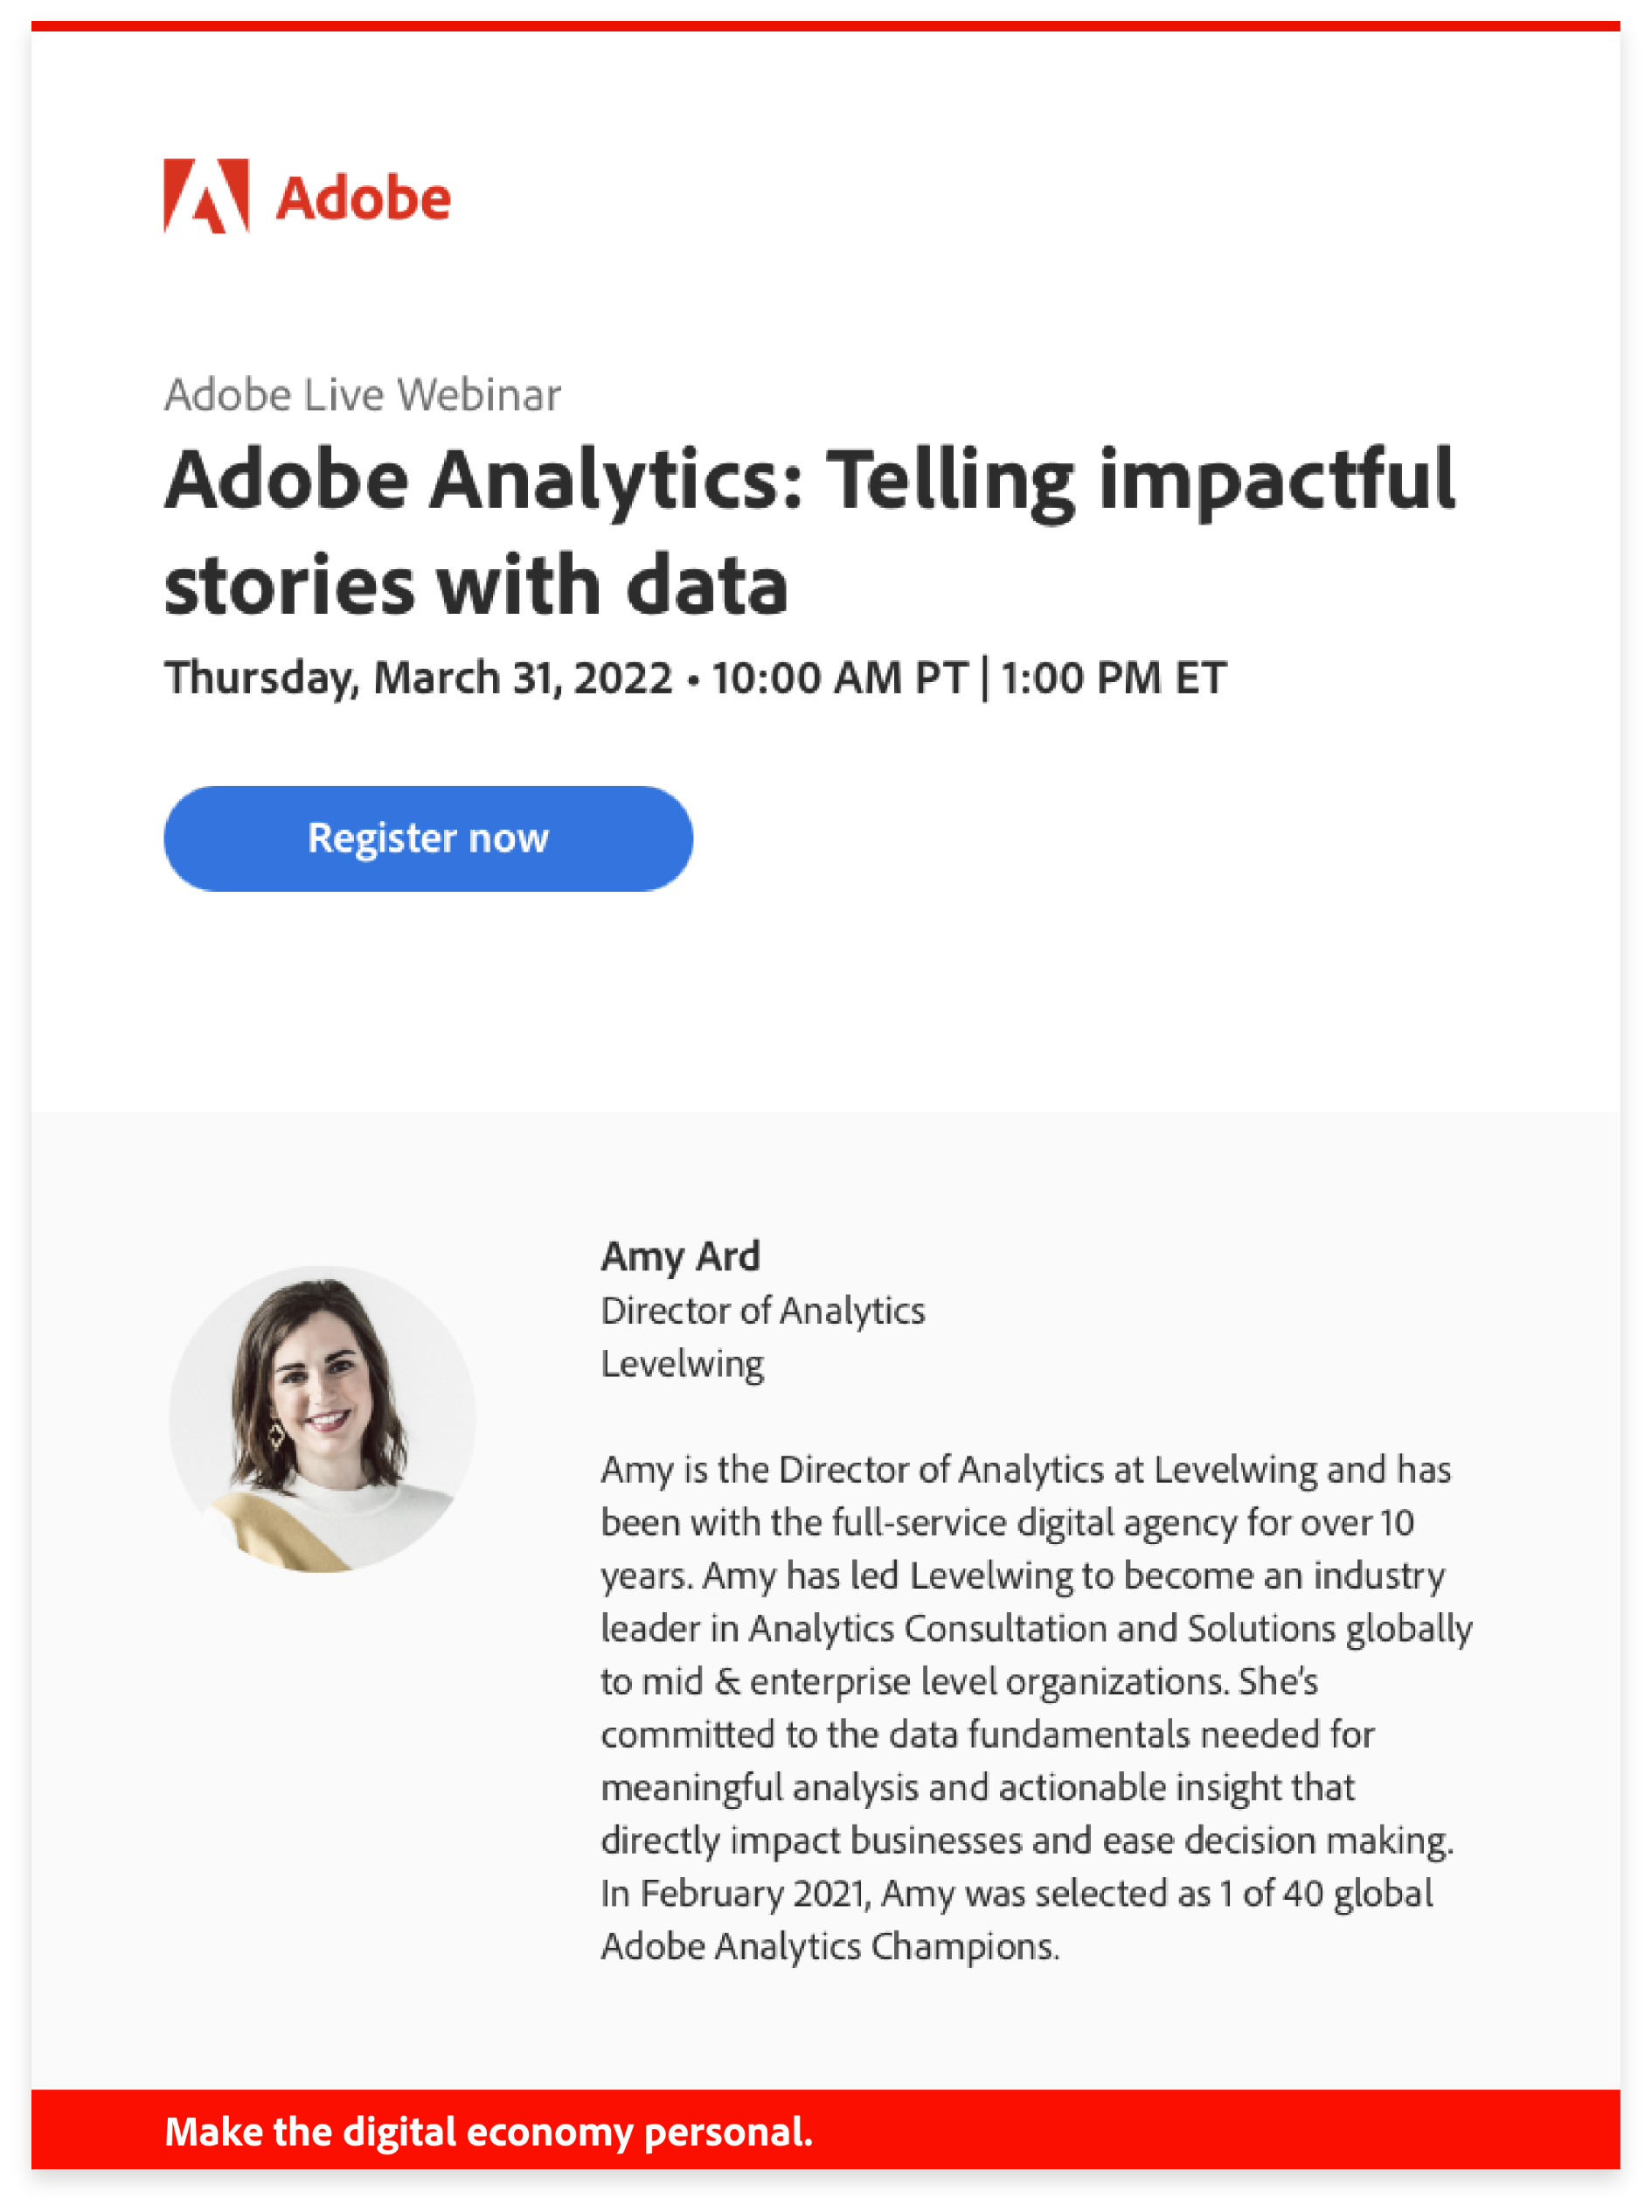 Adobe
Adobe Live Webinar
Adobe Analytics: Telling impactful
stories with data
Thursday, March 31, 2022 • 10:00 AM PT | 1:00 PM ET
Register now
Amy Ard
Director of Analytics
Levelwing
Amy is the Director of Analytics at Levelwing and has
been with the full-service digital agency for over 10
years. Amy has led Levelwing to become an industry
leader in Analytics Consultation and Solutions globally
to mid & enterprise level organizations. She's
committed to the data fundamentals needed for
meaningful analysis and actionable insight that
directly impact businesses and ease decision making.
In February 2021, Amy was selected as 1 of 40 global
Adobe Analytics Champions.
Make the digital economy personal.